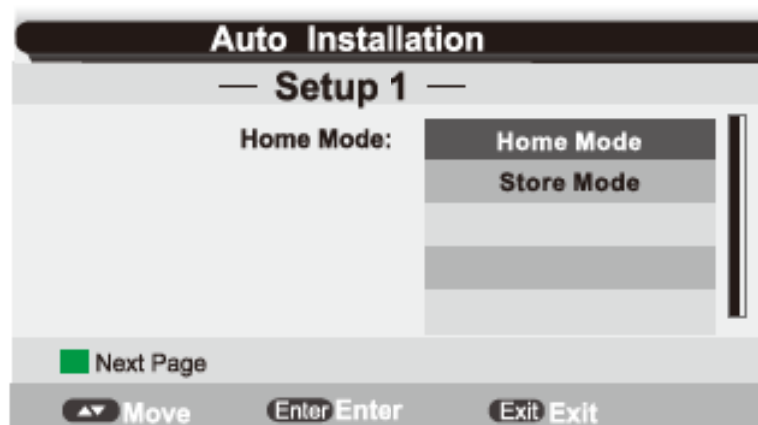 Auto Installation
— Setup 1 —
Home Mode: Home Mode
Store Mode
Next Page
▲▼ Move Enter Enter Exit Exit